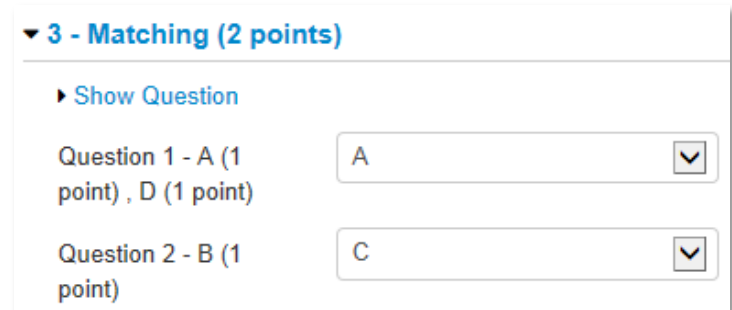 3 - Matching (2 points)
Show Question
Question 1 - A (1
point) , D (1 point)
A
Question 2 - B (1
point)
C